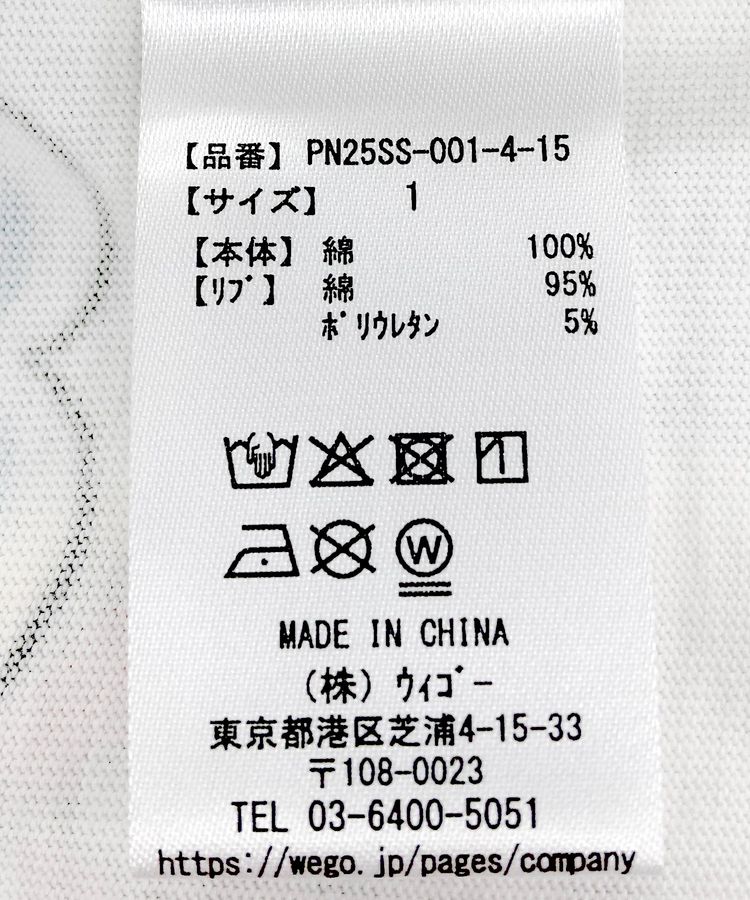 【品番】 PN25SS-001-4-15
【サイズ】 1
【本体】 綿 100%
【ﾘﾌﾞ】 綿 95%
ﾎﾟﾘｳﾚﾀﾝ 5%
W
MADE IN CHINA
(株) ｳｨｺﾞｰ
東京都港区芝浦4-15-33
〒108-0023
TEL 03-6400-5051
https://wego.jp/pages/company